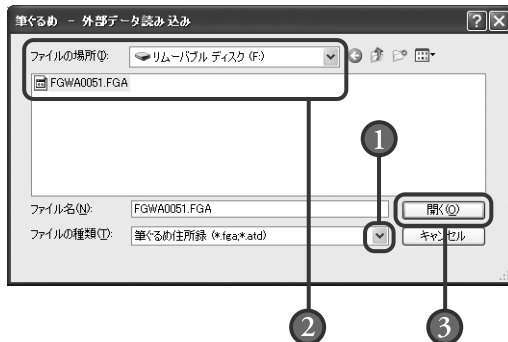 筆ぐるめ - 外部データ読み込み
ファイルの場所(I): リムーバブル ディスク (F:)
FGWA0051.FGA
1
ファイル名(N): FGWA0051.FGA 開く(O)
ファイルの種類(T): 筆ぐるめ住所録 (*.fga;*.atd) キャンセル
2 3